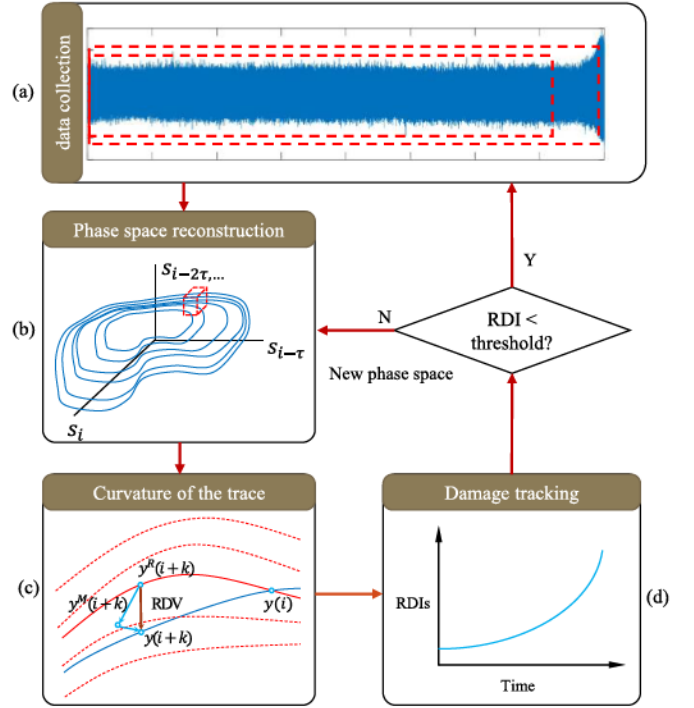 (a)
data collection
Phase space reconstruction
(b)
s_{i−2τ,...}
s_{i−τ}
s_i
Y
N
RDI <
threshold?
New phase space
Curvature of the trace
(c)
y^R(i+k)
y^M(i+k)
RDV
y(i)
y(i+k)
Damage tracking
RDIs
(d)
Time